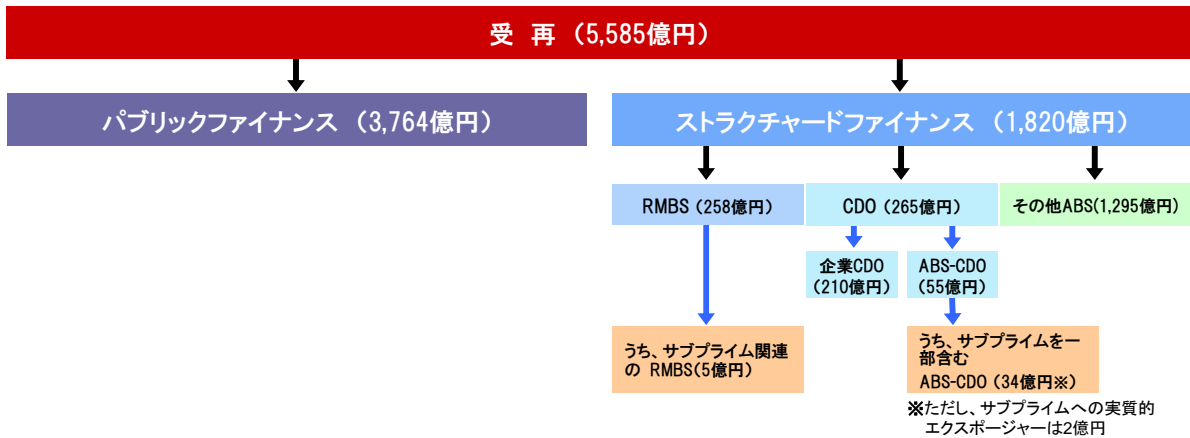 受 再 （5,585億円）
パブリックファイナンス （3,764億円）
ストラクチャードファイナンス （1,820億円）
RMBS （258億円）
CDO （265億円）
その他ABS(1,295億円)
企業CDO
（210億円）
ABS-CDO
（55億円）
うち、サブプライム関連
の RMBS(5億円)
うち、サブプライムを一
部含む
ABS-CDO （34億円※）
※ただし、サブプライムへの実質的
エクスポージャーは2億円